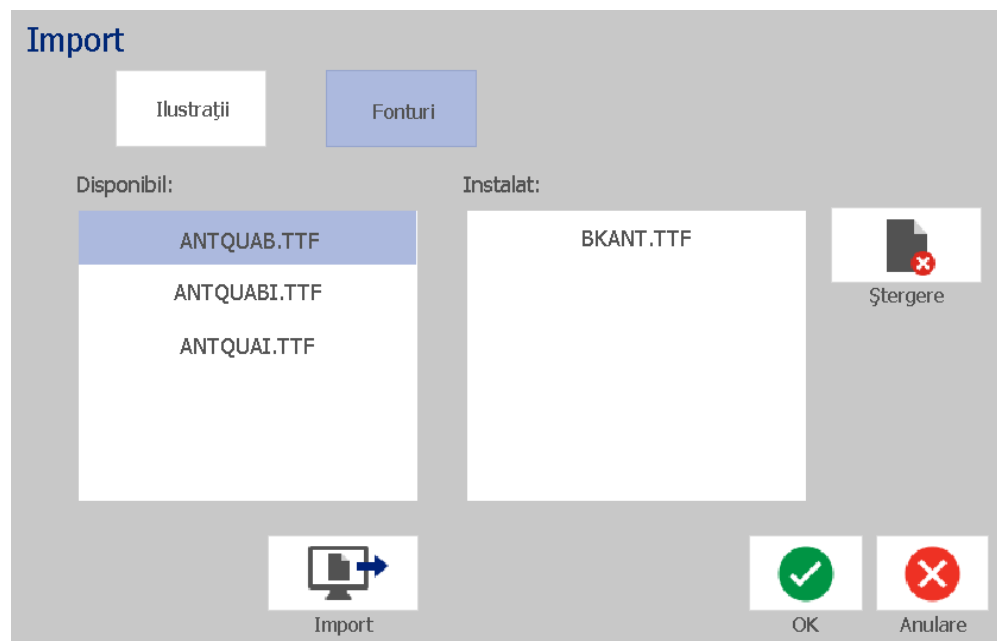 Import
Ilustraţii
Fonturi
Disponibil:
Instalat:
ANTQUAB.TTF
ANTQUABI.TTF
ANTQUAI.TTF
BKANT.TTF
Ştergere
Import
OK
Anulare